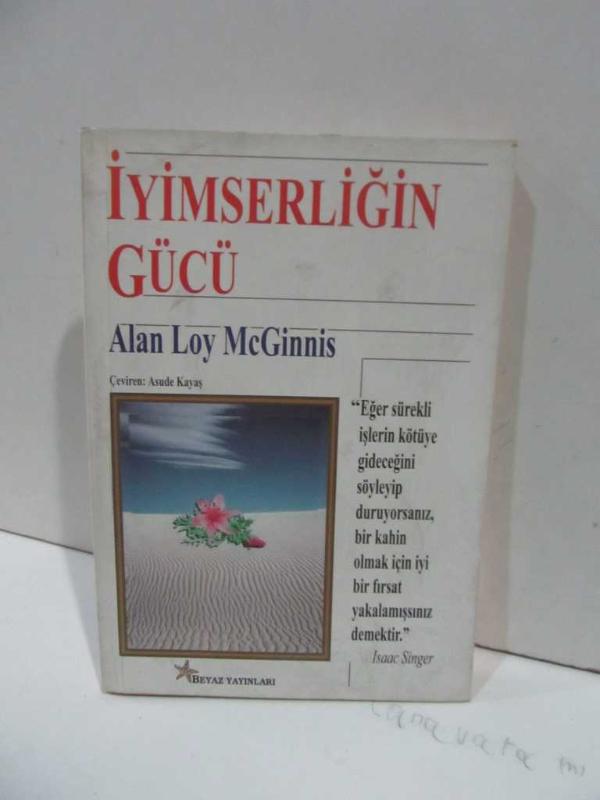 İYİMSERLİĞİN
GÜCÜ
Alan Loy McGinnis
Çeviren: Asude Kayaş
“Eğer sürekli
işlerin kötüye
gideceğini
söyleyip
duruyorsanız,
bir kahin
olmak için iyi
bir fırsat
yakalamışsınız
demektir.”
Isaac Singer
BEYAZ YAYINLARI